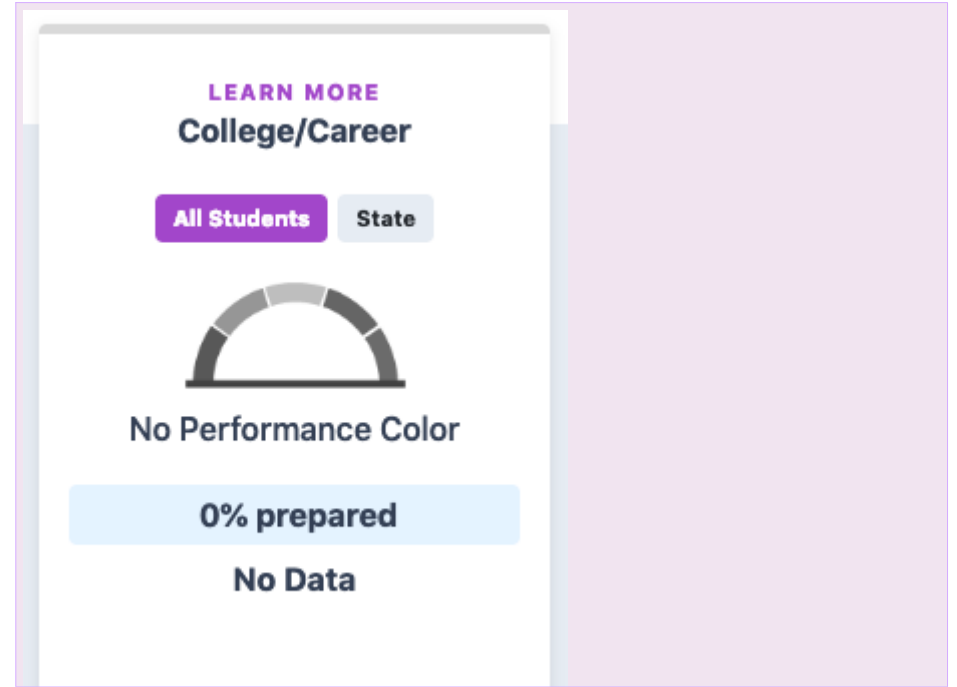 LEARN MORE
College/Career
All Students State
No Performance Color
0% prepared
No Data